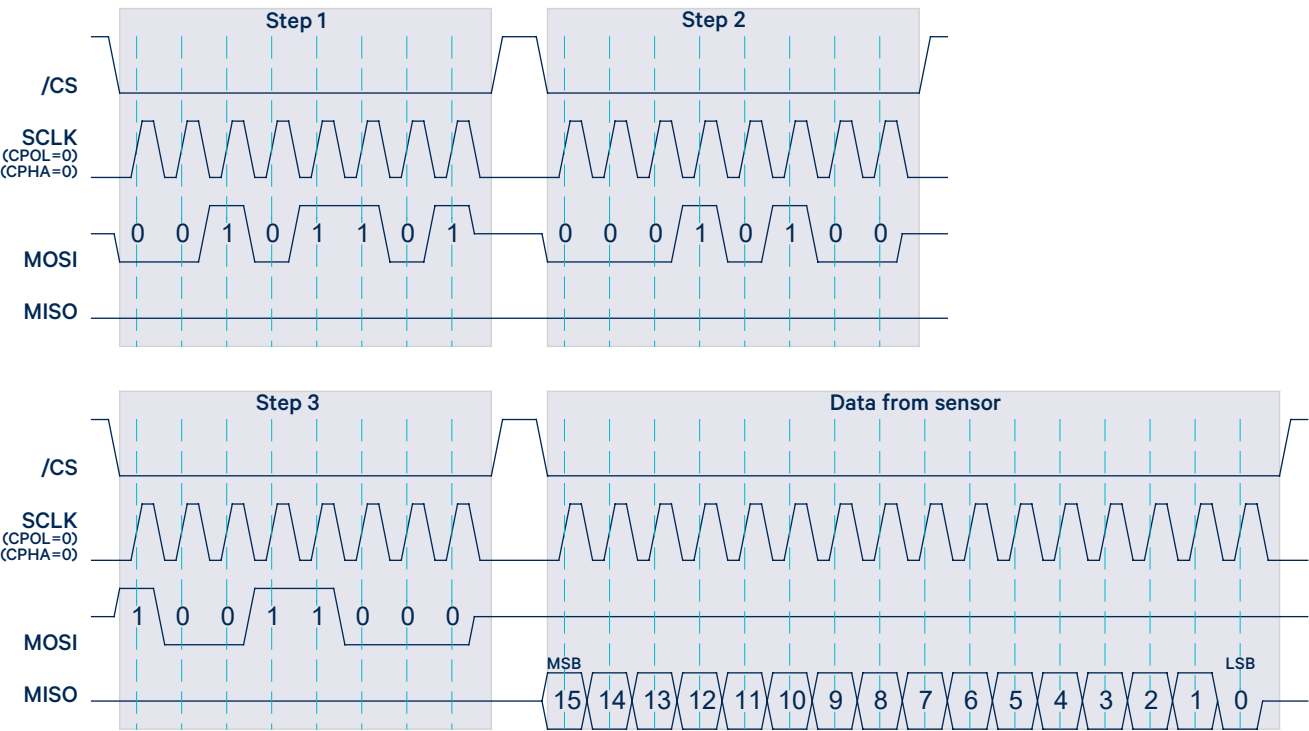 Step 1
Step 2
/CS
SCLK
(CPOL=0)
(CPHA=0)
0 0 1 0 1 1 0 1
0 0 0 1 0 1 0 0
MOSI
MISO
Step 3
Data from sensor
/CS
SCLK
(CPOL=0)
(CPHA=0)
1 0 0 1 1 0 0 0
MOSI
MSB
LSB
MISO
15 14 13 12 11 10 9 8 7 6 5 4 3 2 1 0